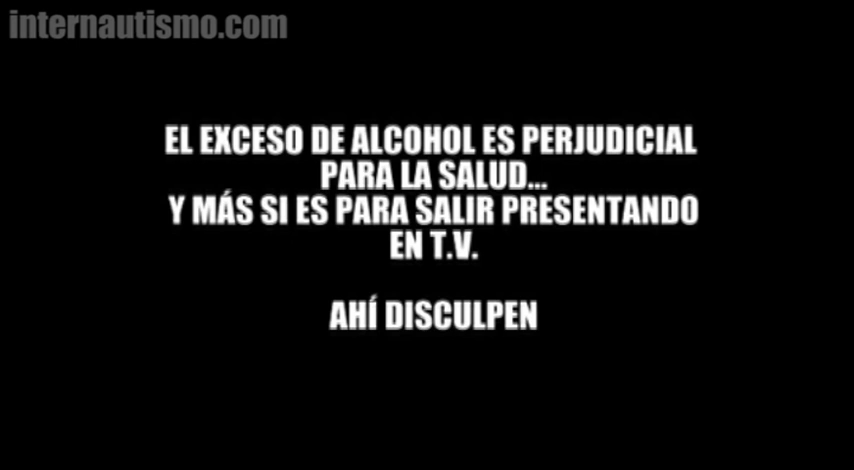 internautismo.com
EL EXCESO DE ALCOHOL ES PERJUDICIAL
PARA LA SALUD...
Y MÁS SI ES PARA SALIR PRESENTANDO
EN T.V.
AHÍ DISCULPEN